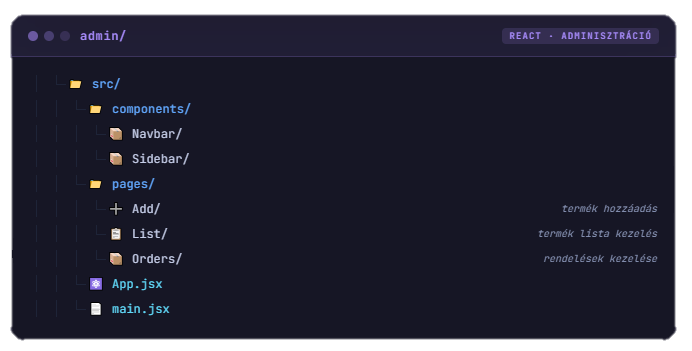 admin/ REACT · ADMINISZTRÁCIÓ
src/
components/
Navbar/
Sidebar/
pages/
Add/ termék hozzáadás
List/ termék lista kezelés
Orders/ rendelések kezelése
App.jsx
main.jsx